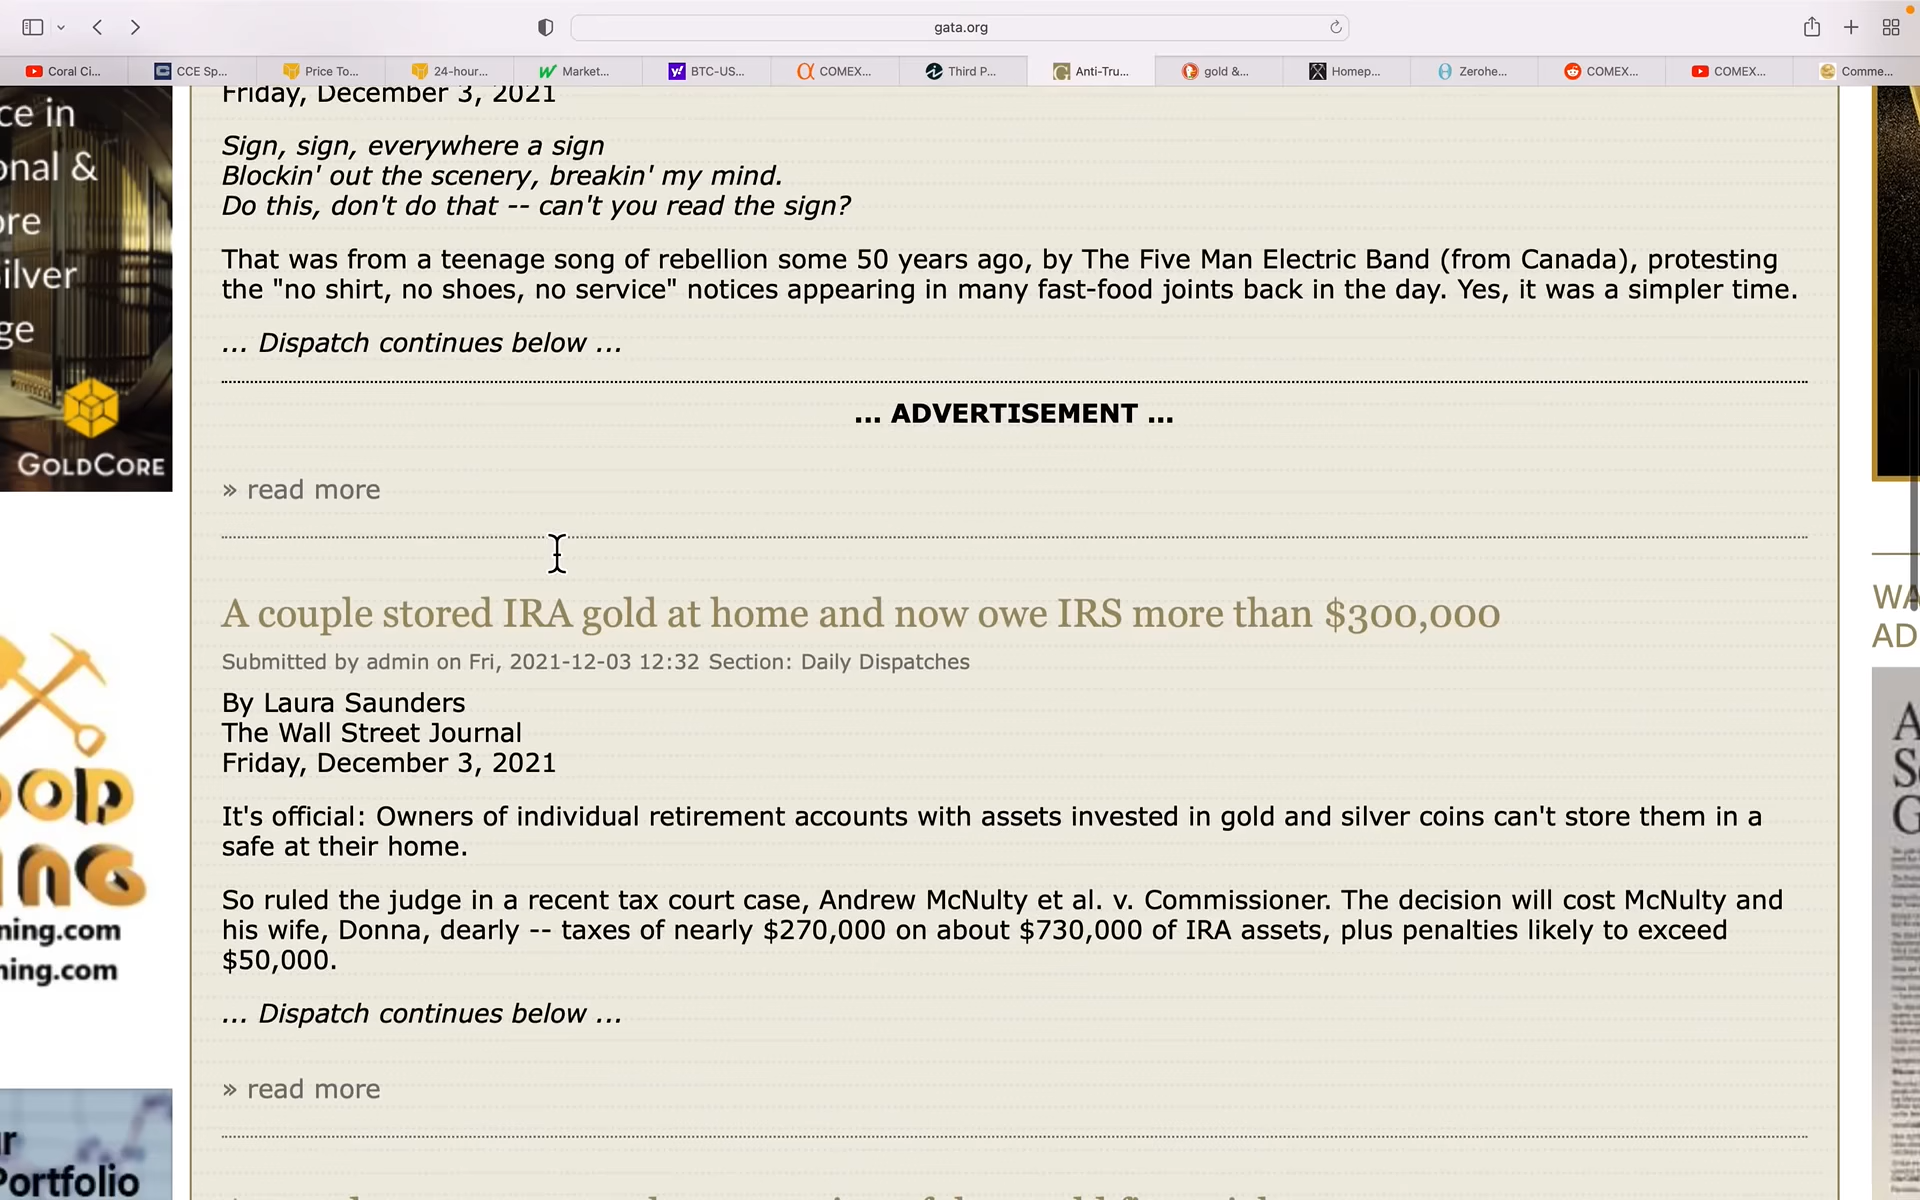 gata.org
Coral Ci...
CCE Sp...
Price To...
24-hour...
Market...
BTC-US...
COMEX...
Third P...
Anti-Tru...
gold &...
Homep...
Zerohe...
COMEX...
COMEX...
Comme...
Friday, December 3, 2021
Sign, sign, everywhere a sign
Blockin' out the scenery, breakin' my mind.
Do this, don't do that -- can't you read the sign?
That was from a teenage song of rebellion some 50 years ago, by The Five Man Electric Band (from Canada), protesting
the "no shirt, no shoes, no service" notices appearing in many fast-food joints back in the day. Yes, it was a simpler time.
... Dispatch continues below ...
... ADVERTISEMENT ...
» read more
A couple stored IRA gold at home and now owe IRS more than $300,000
Submitted by admin on Fri, 2021-12-03 12:32 Section: Daily Dispatches
By Laura Saunders
The Wall Street Journal
Friday, December 3, 2021
It's official: Owners of individual retirement accounts with assets invested in gold and silver coins can't store them in a
safe at their home.
So ruled the judge in a recent tax court case, Andrew McNulty et al. v. Commissioner. The decision will cost McNulty and
his wife, Donna, dearly -- taxes of nearly $270,000 on about $730,000 of IRA assets, plus penalties likely to exceed
$50,000.
... Dispatch continues below ...
» read more
ce in
onal &
ore
ilver
ge
GOLDCORE
ning.com
ning.com
Portfolio
WA
AD